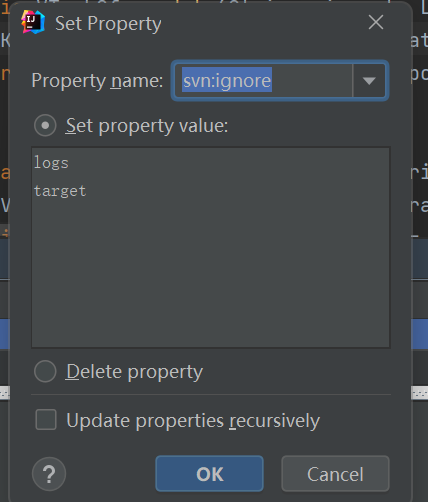 Set Property
Property name: svn:ignore
Set property value:
logs
target
Delete property
Update properties recursively
? OK Cancel